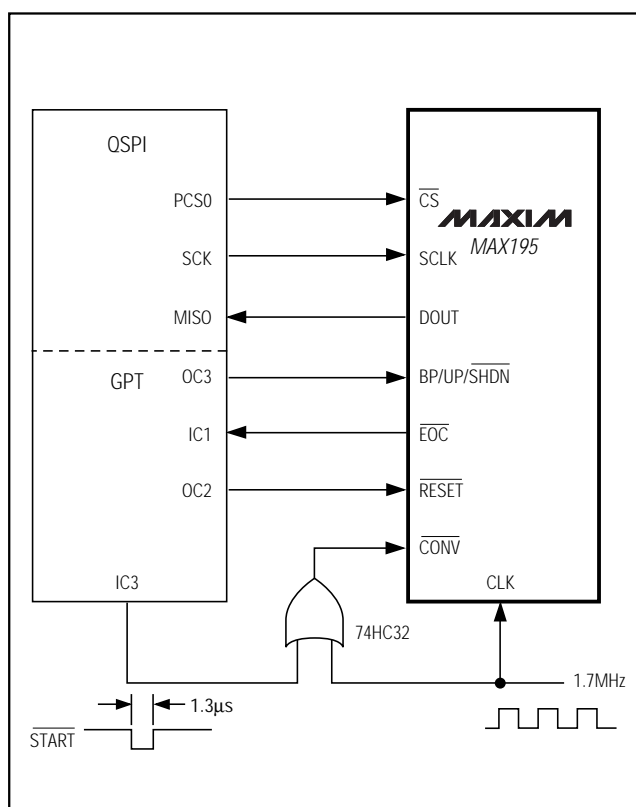 QSPI
PCS0
CS
MAXIM
MAX195
SCK
SCLK
MISO
DOUT
GPT
OC3
BP/UP/SHDN
IC1
EOC
OC2
RESET
CONV
IC3
CLK
74HC32
1.3µs
1.7MHz
START